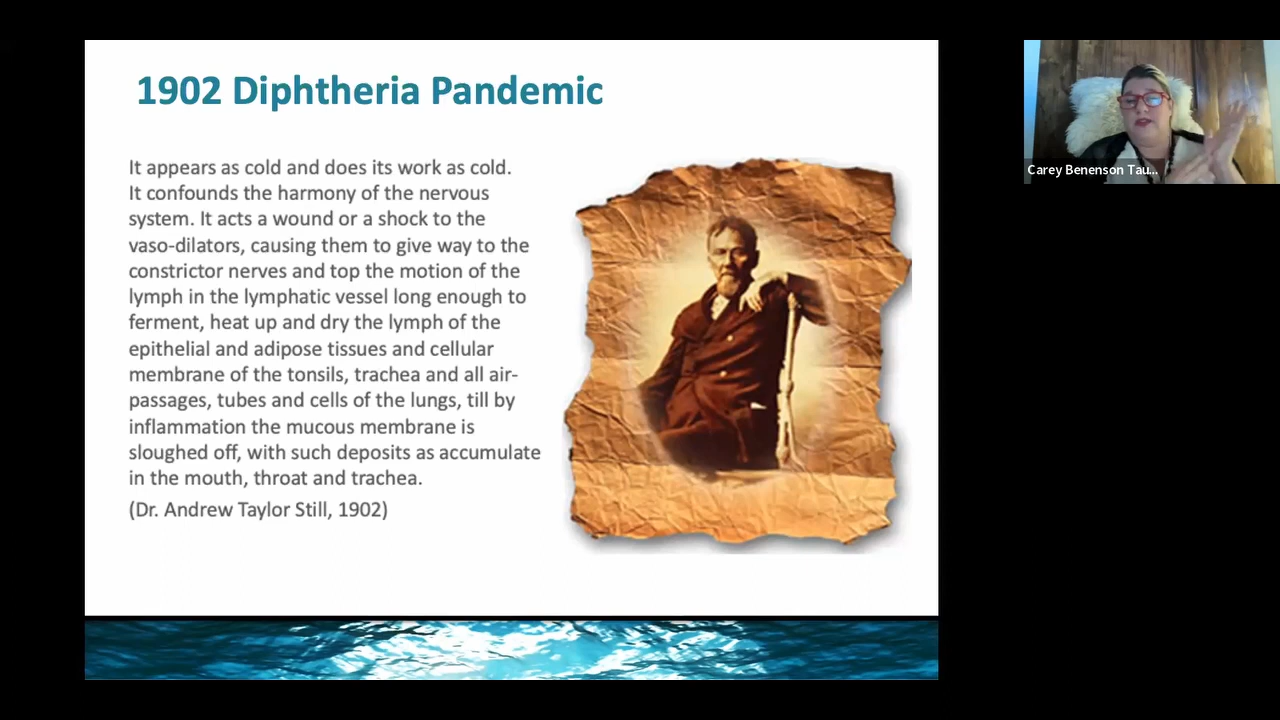 1902 Diphtheria Pandemic
It appears as cold and does its work as cold.
It confounds the harmony of the nervous
system. It acts a wound or a shock to the
vaso-dilators, causing them to give way to the
constrictor nerves and top the motion of the
lymph in the lymphatic vessel long enough to
ferment, heat up and dry the lymph of the
epithelial and adipose tissues and cellular
membrane of the tonsils, trachea and all air-
passages, tubes and cells of the lungs, till by
inflammation the mucous membrane is
sloughed off, with such deposits as accumulate
in the mouth, throat and trachea.
(Dr. Andrew Taylor Still, 1902)
Carey Benenson Tau...